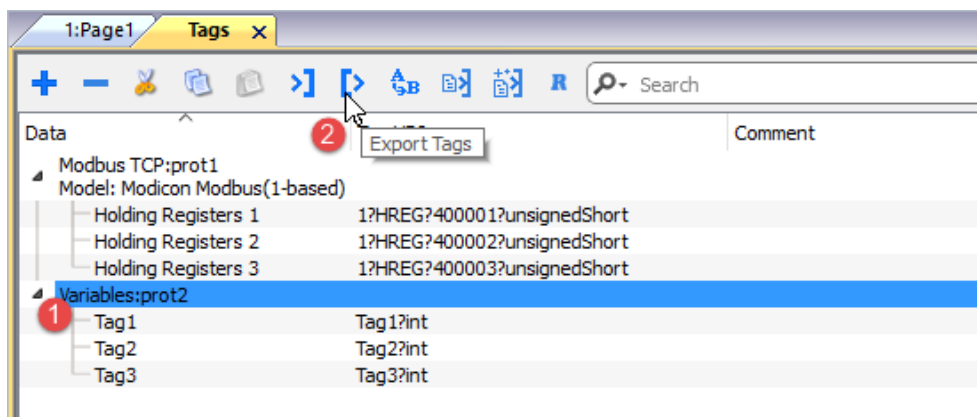 1:Page1 Tags
A B R Search
Data Comment
2 Export Tags
Modbus TCP:prot1
Model: Modicon Modbus(1-based)
Holding Registers 1 1?HREG?400001?unsignedShort
Holding Registers 2 1?HREG?400002?unsignedShort
Holding Registers 3 1?HREG?400003?unsignedShort
Variables:prot2
1
Tag1 Tag1?int
Tag2 Tag2?int
Tag3 Tag3?int